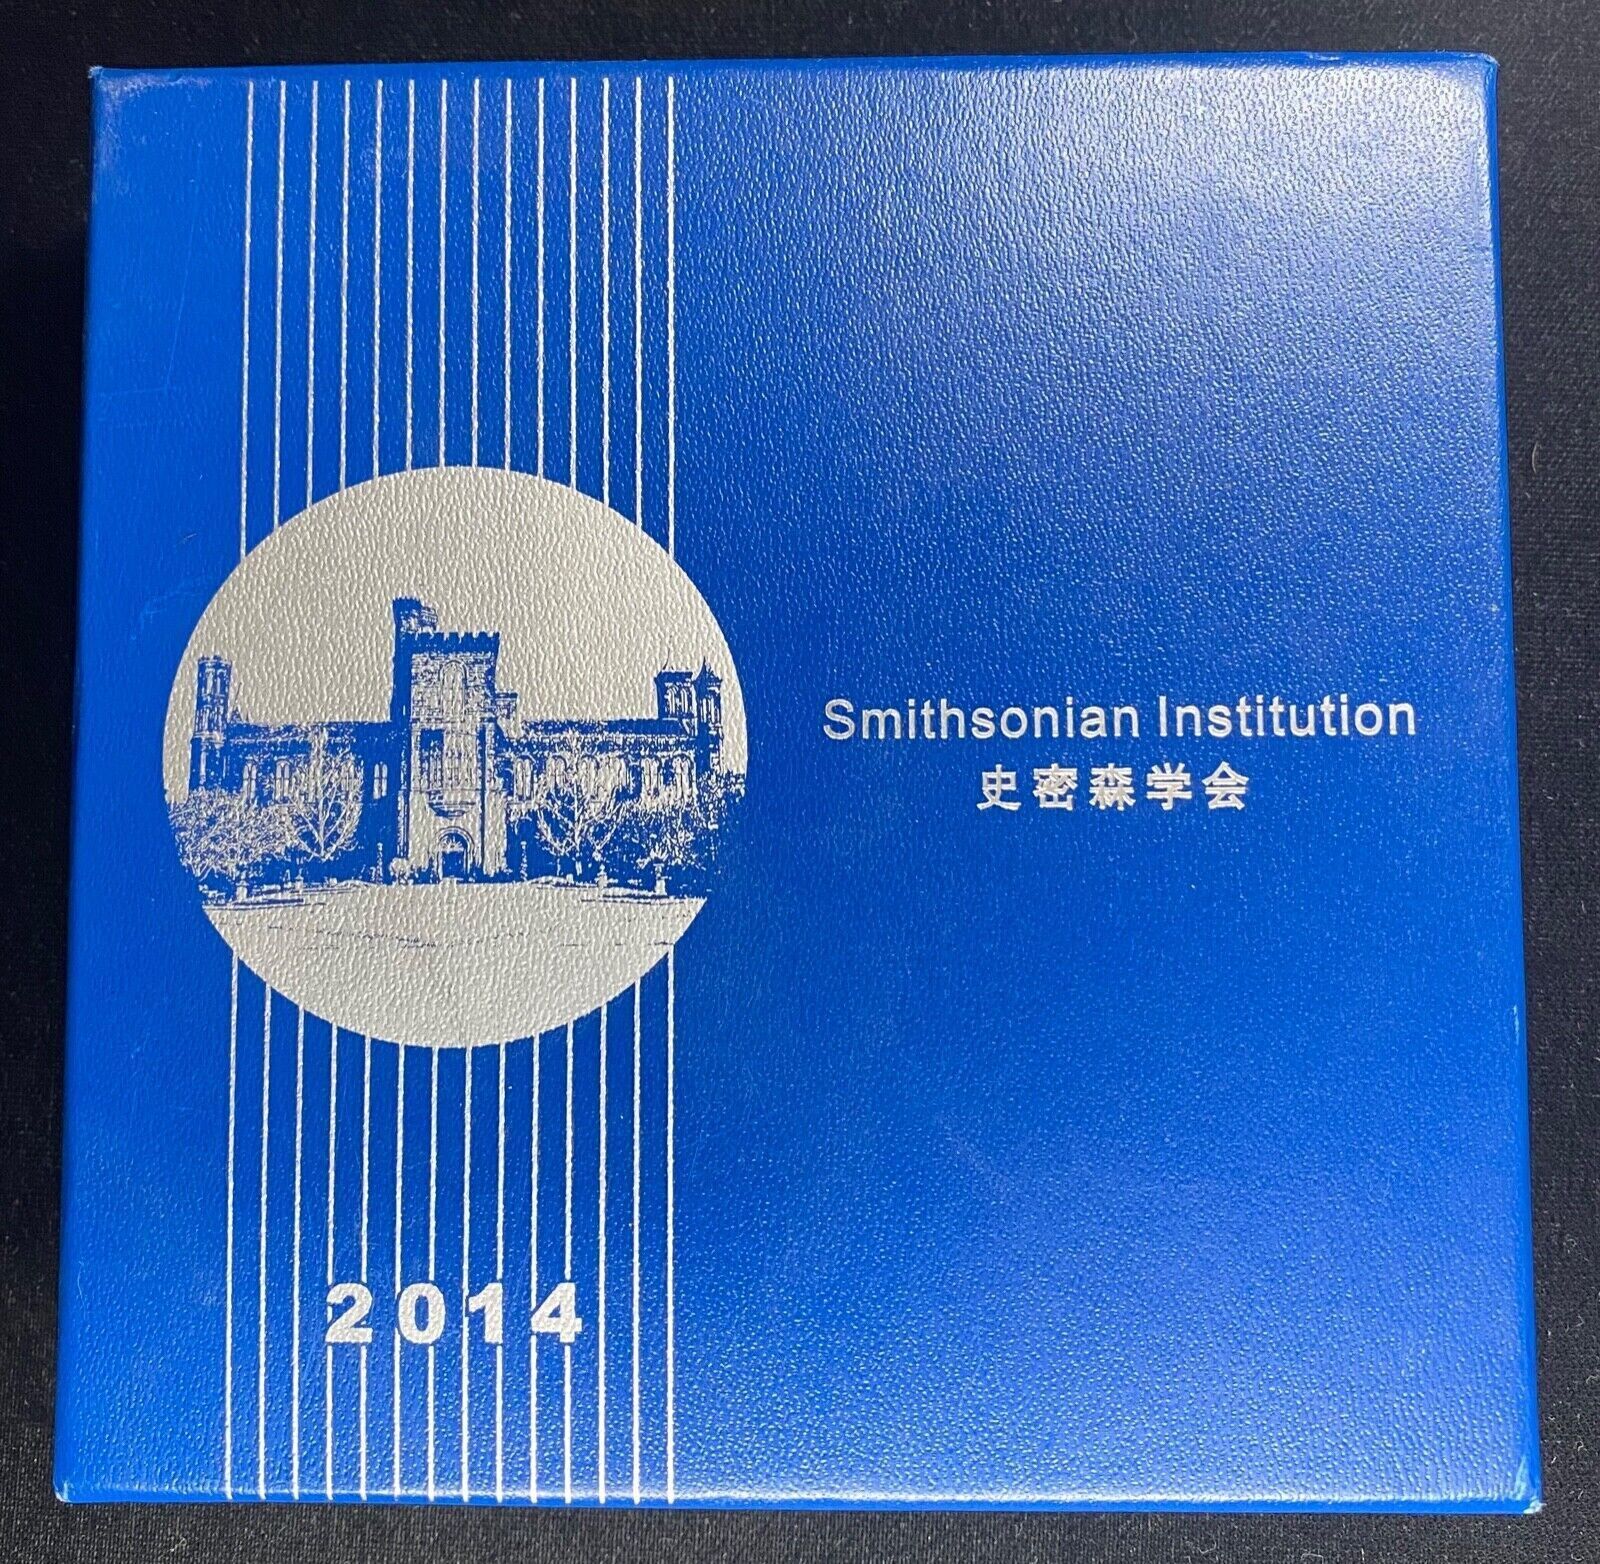 Smithsonian Institution
史密森学会
2014